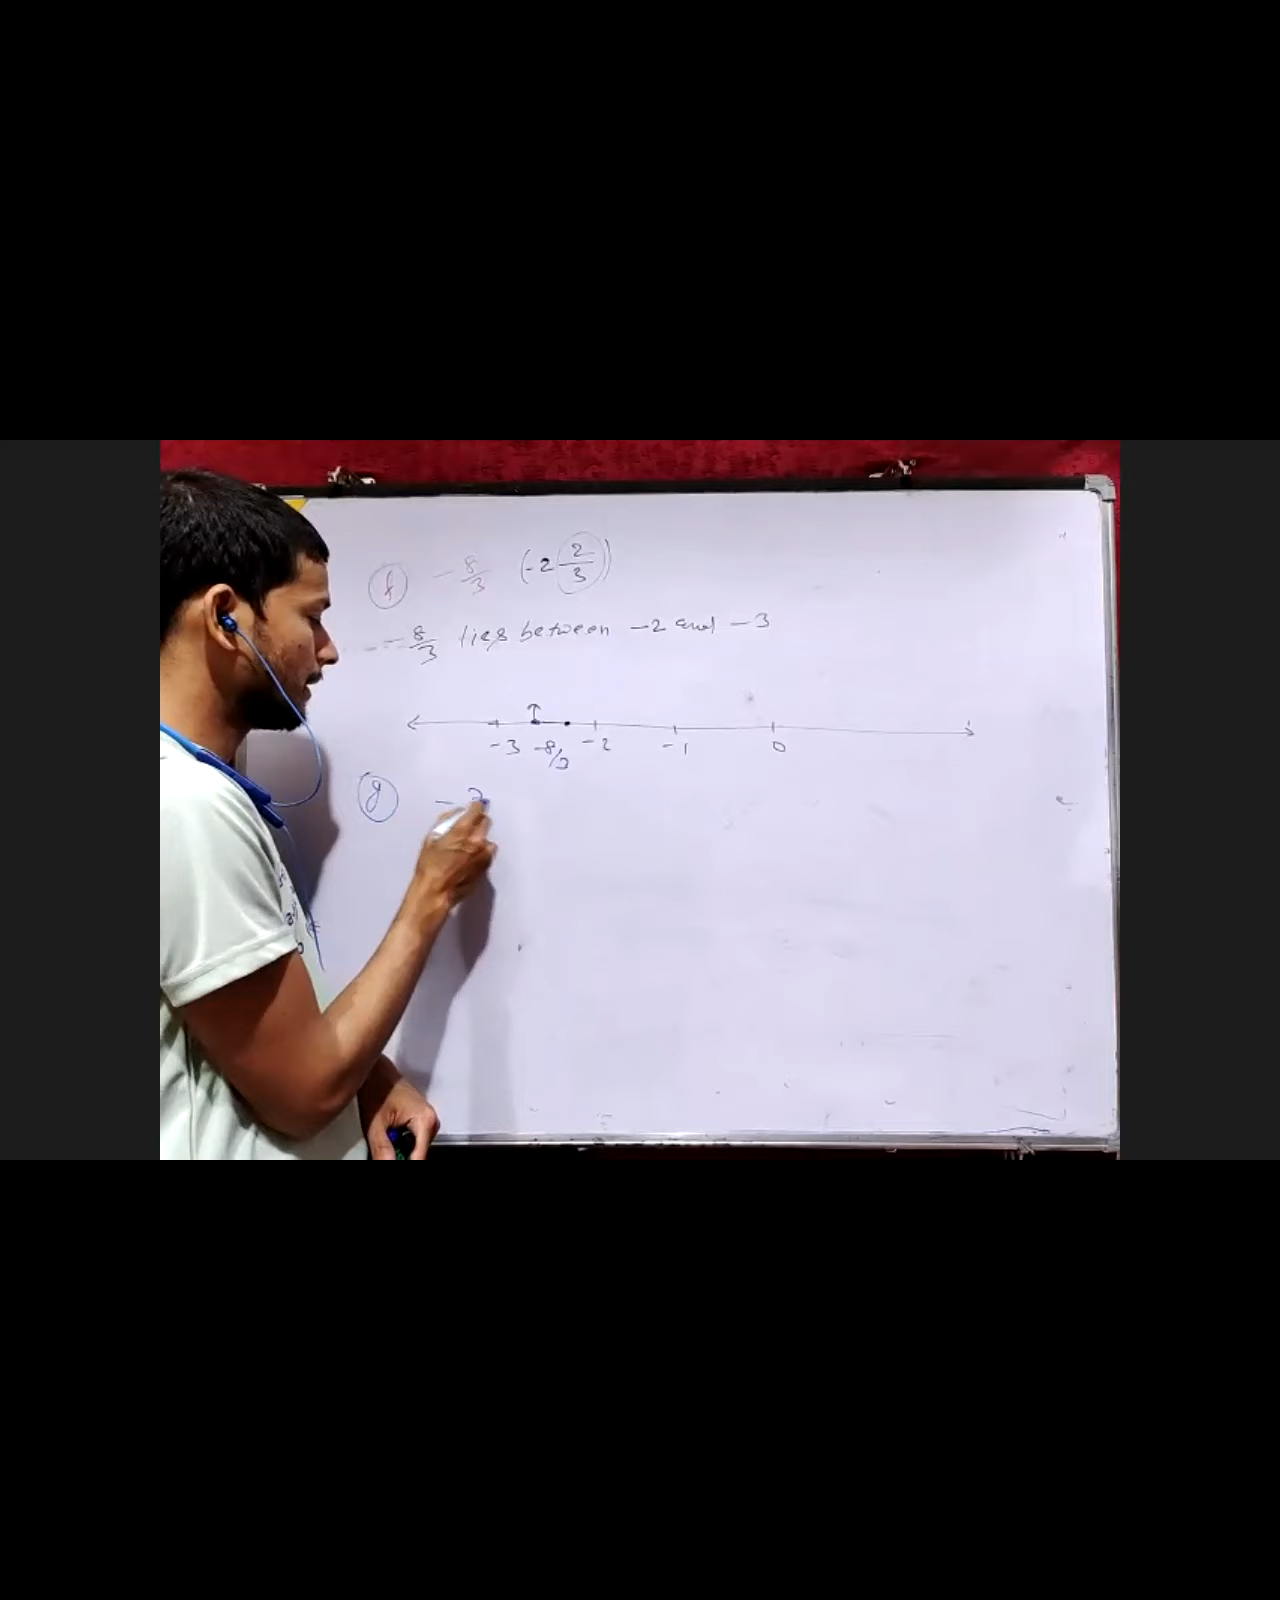 (f) -8/3 (-2 2/3)
-8/3 lies between -2 and -3
-3 -8/3 -2 -1 0
(g) -